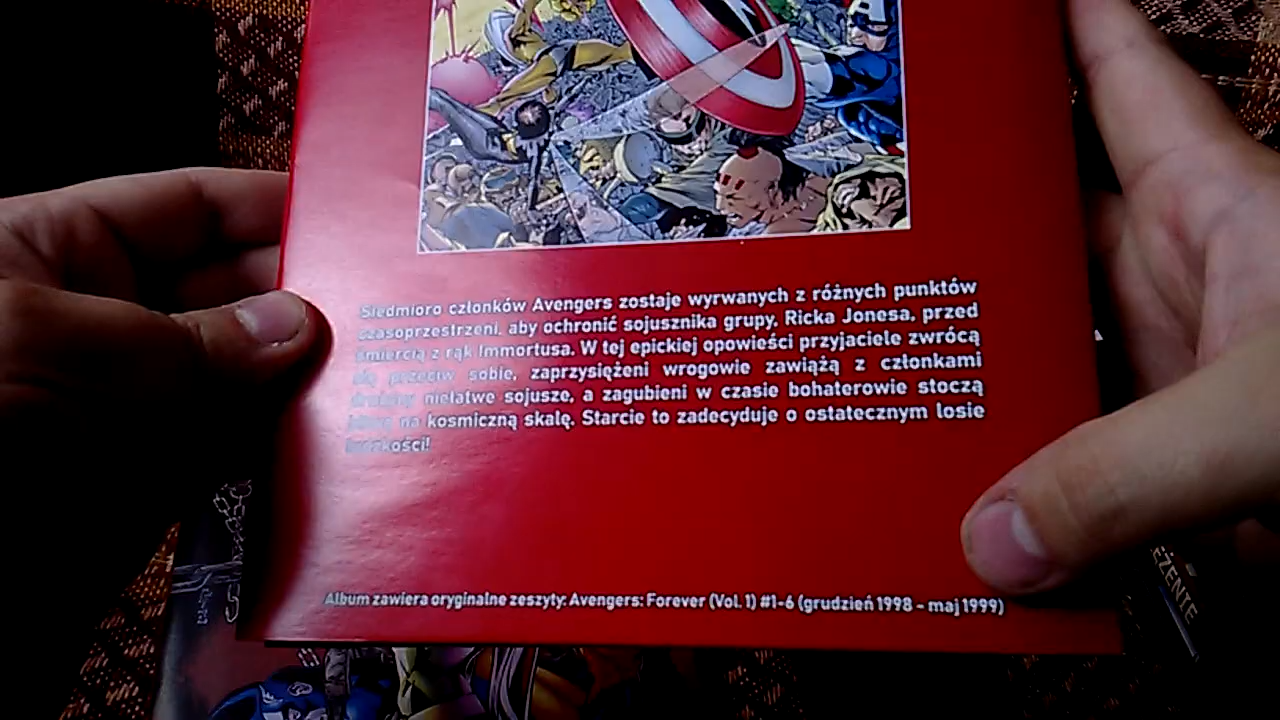 Siedmioro członków Avengers zostaje wyrwanych z różnych punktów
czasoprzestrzeni, aby ochronić sojusznika grupy, Ricka Jonesa, przed
śmiercią z rąk Immortusa. W tej epickiej opowieści przyjaciele zwrócą
się przeciw sobie, zaprzysiężeni wrogowie zawiążą z członkami
drużyny niełatwe sojusze, a zagubieni w czasie bohaterowie stoczą
bitwę na kosmiczną skalę. Starcie to zadecyduje o ostatecznym losie
ludzkości!
Album zawiera oryginalne zeszyty: Avengers: Forever (Vol. 1) #1-6 (grudzień 1998 - maj 1999)